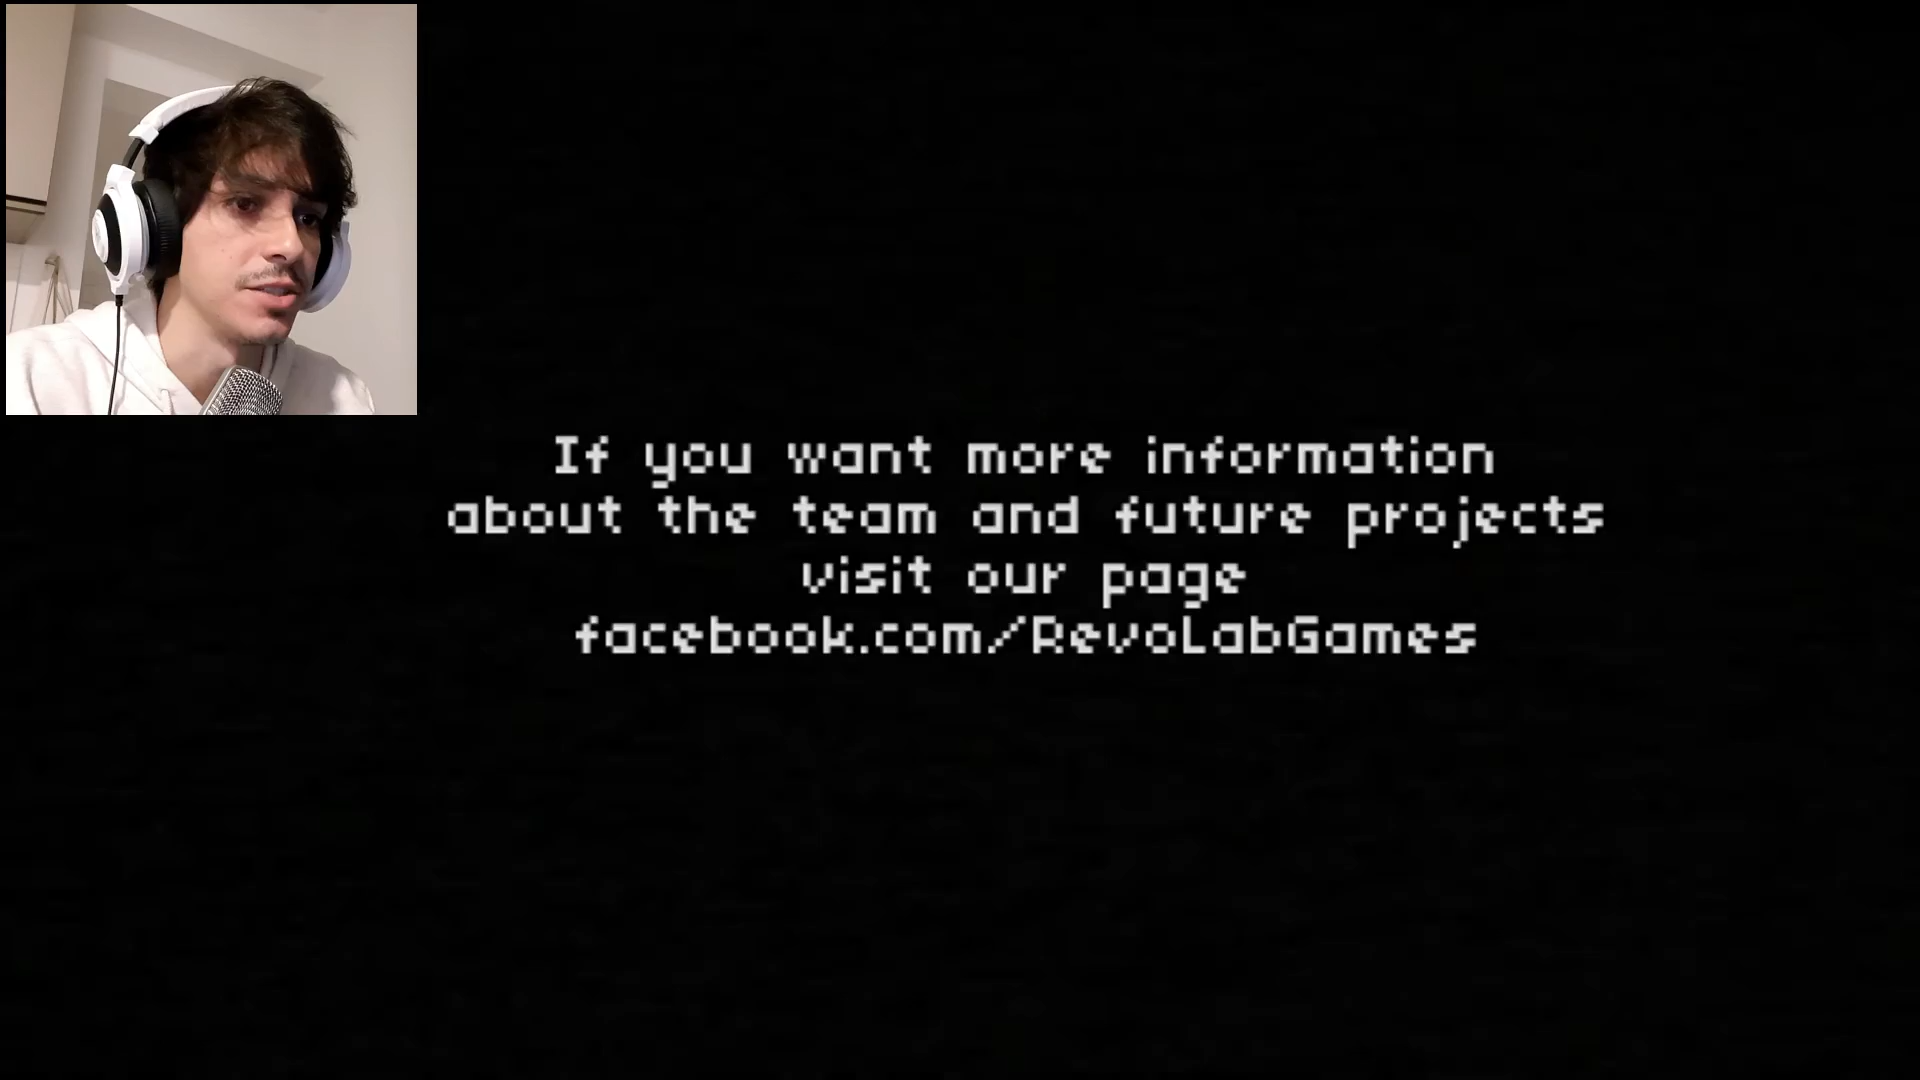 If you want more information
about the team and future projects
visit our page
facebook.com/RevoLabGames